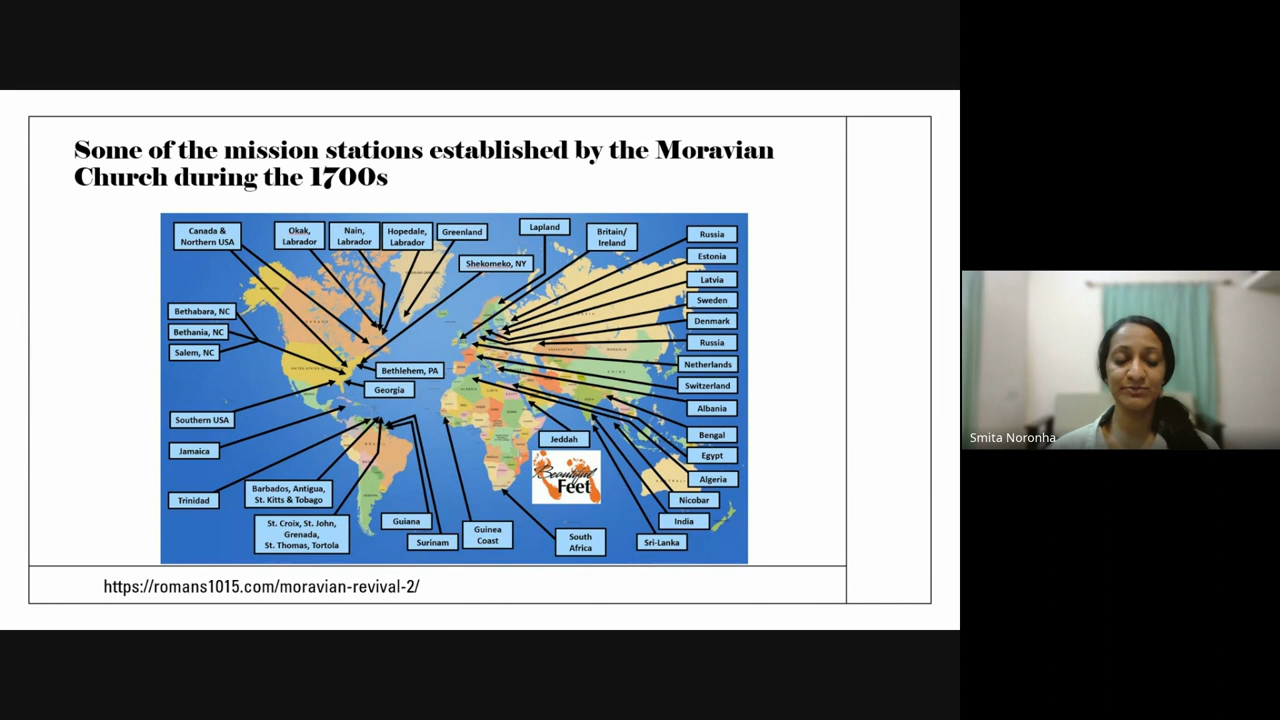 Some of the mission stations established by the Moravian
Church during the 1700s
Canada &
Northern USA
Okak,
Labrador
Nain,
Labrador
Hopedale,
Labrador
Greenland
Lapland
Britain/
Ireland
Shekomeko, NY
Russia
Estonia
Latvia
Sweden
Denmark
Russia
Netherlands
Switzerland
Albania
Bengal
Egypt
Algeria
Nicobar
India
Sri-Lanka
Bethabara, NC
Bethania, NC
Salem, NC
Bethlehem, PA
Georgia
Southern USA
Jamaica
Trinidad
Barbados, Antigua,
St. Kitts & Tobago
St. Croix, St. John,
Grenada,
St. Thomas, Tortola
Guiana
Surinam
Guinea
Coast
South
Africa
Jeddah
Beautiful
Feet
https://romans1015.com/moravian-revival-2/
Smita Noronha